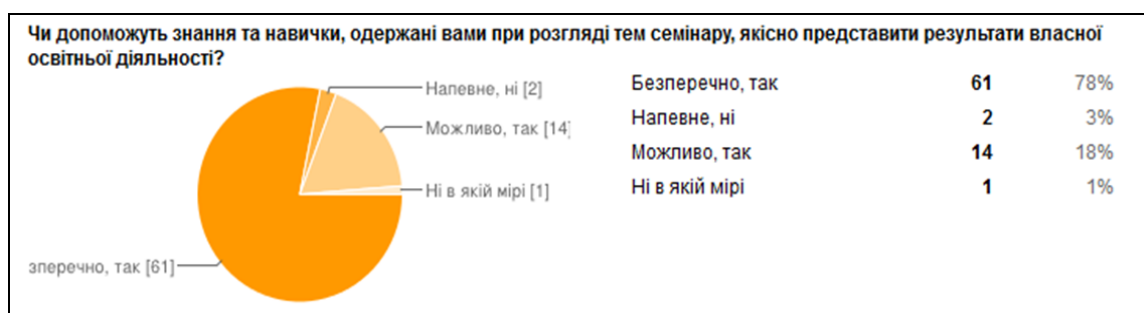 Чи допоможуть знання та навички, одержані вами при розгляді тем семінару, якісно представити результати власної
освітньої діяльності?
Напевне, ні [2]
Можливо, так [14]
Ні в якій мірі [1]
зперечно, так [61]
Безперечно, так 61 78%
Напевне, ні 2 3%
Можливо, так 14 18%
Ні в якій мірі 1 1%